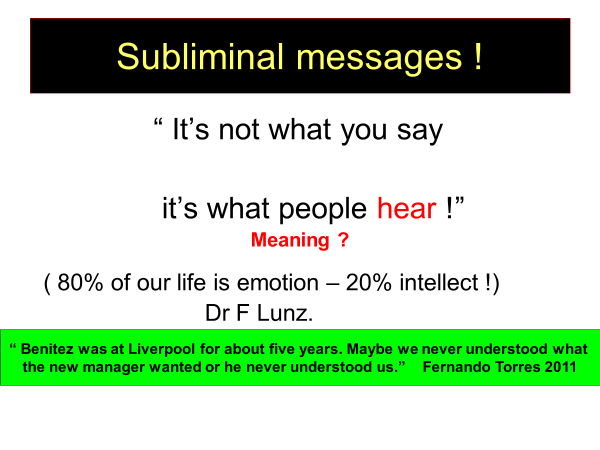 Subliminal messages !
“ It’s not what you say
it’s what people hear !”
Meaning ?
( 80% of our life is emotion – 20% intellect !)
Dr F Lunz.
“ Benitez was at Liverpool for about five years. Maybe we never understood what
the new manager wanted or he never understood us.” Fernando Torres 2011